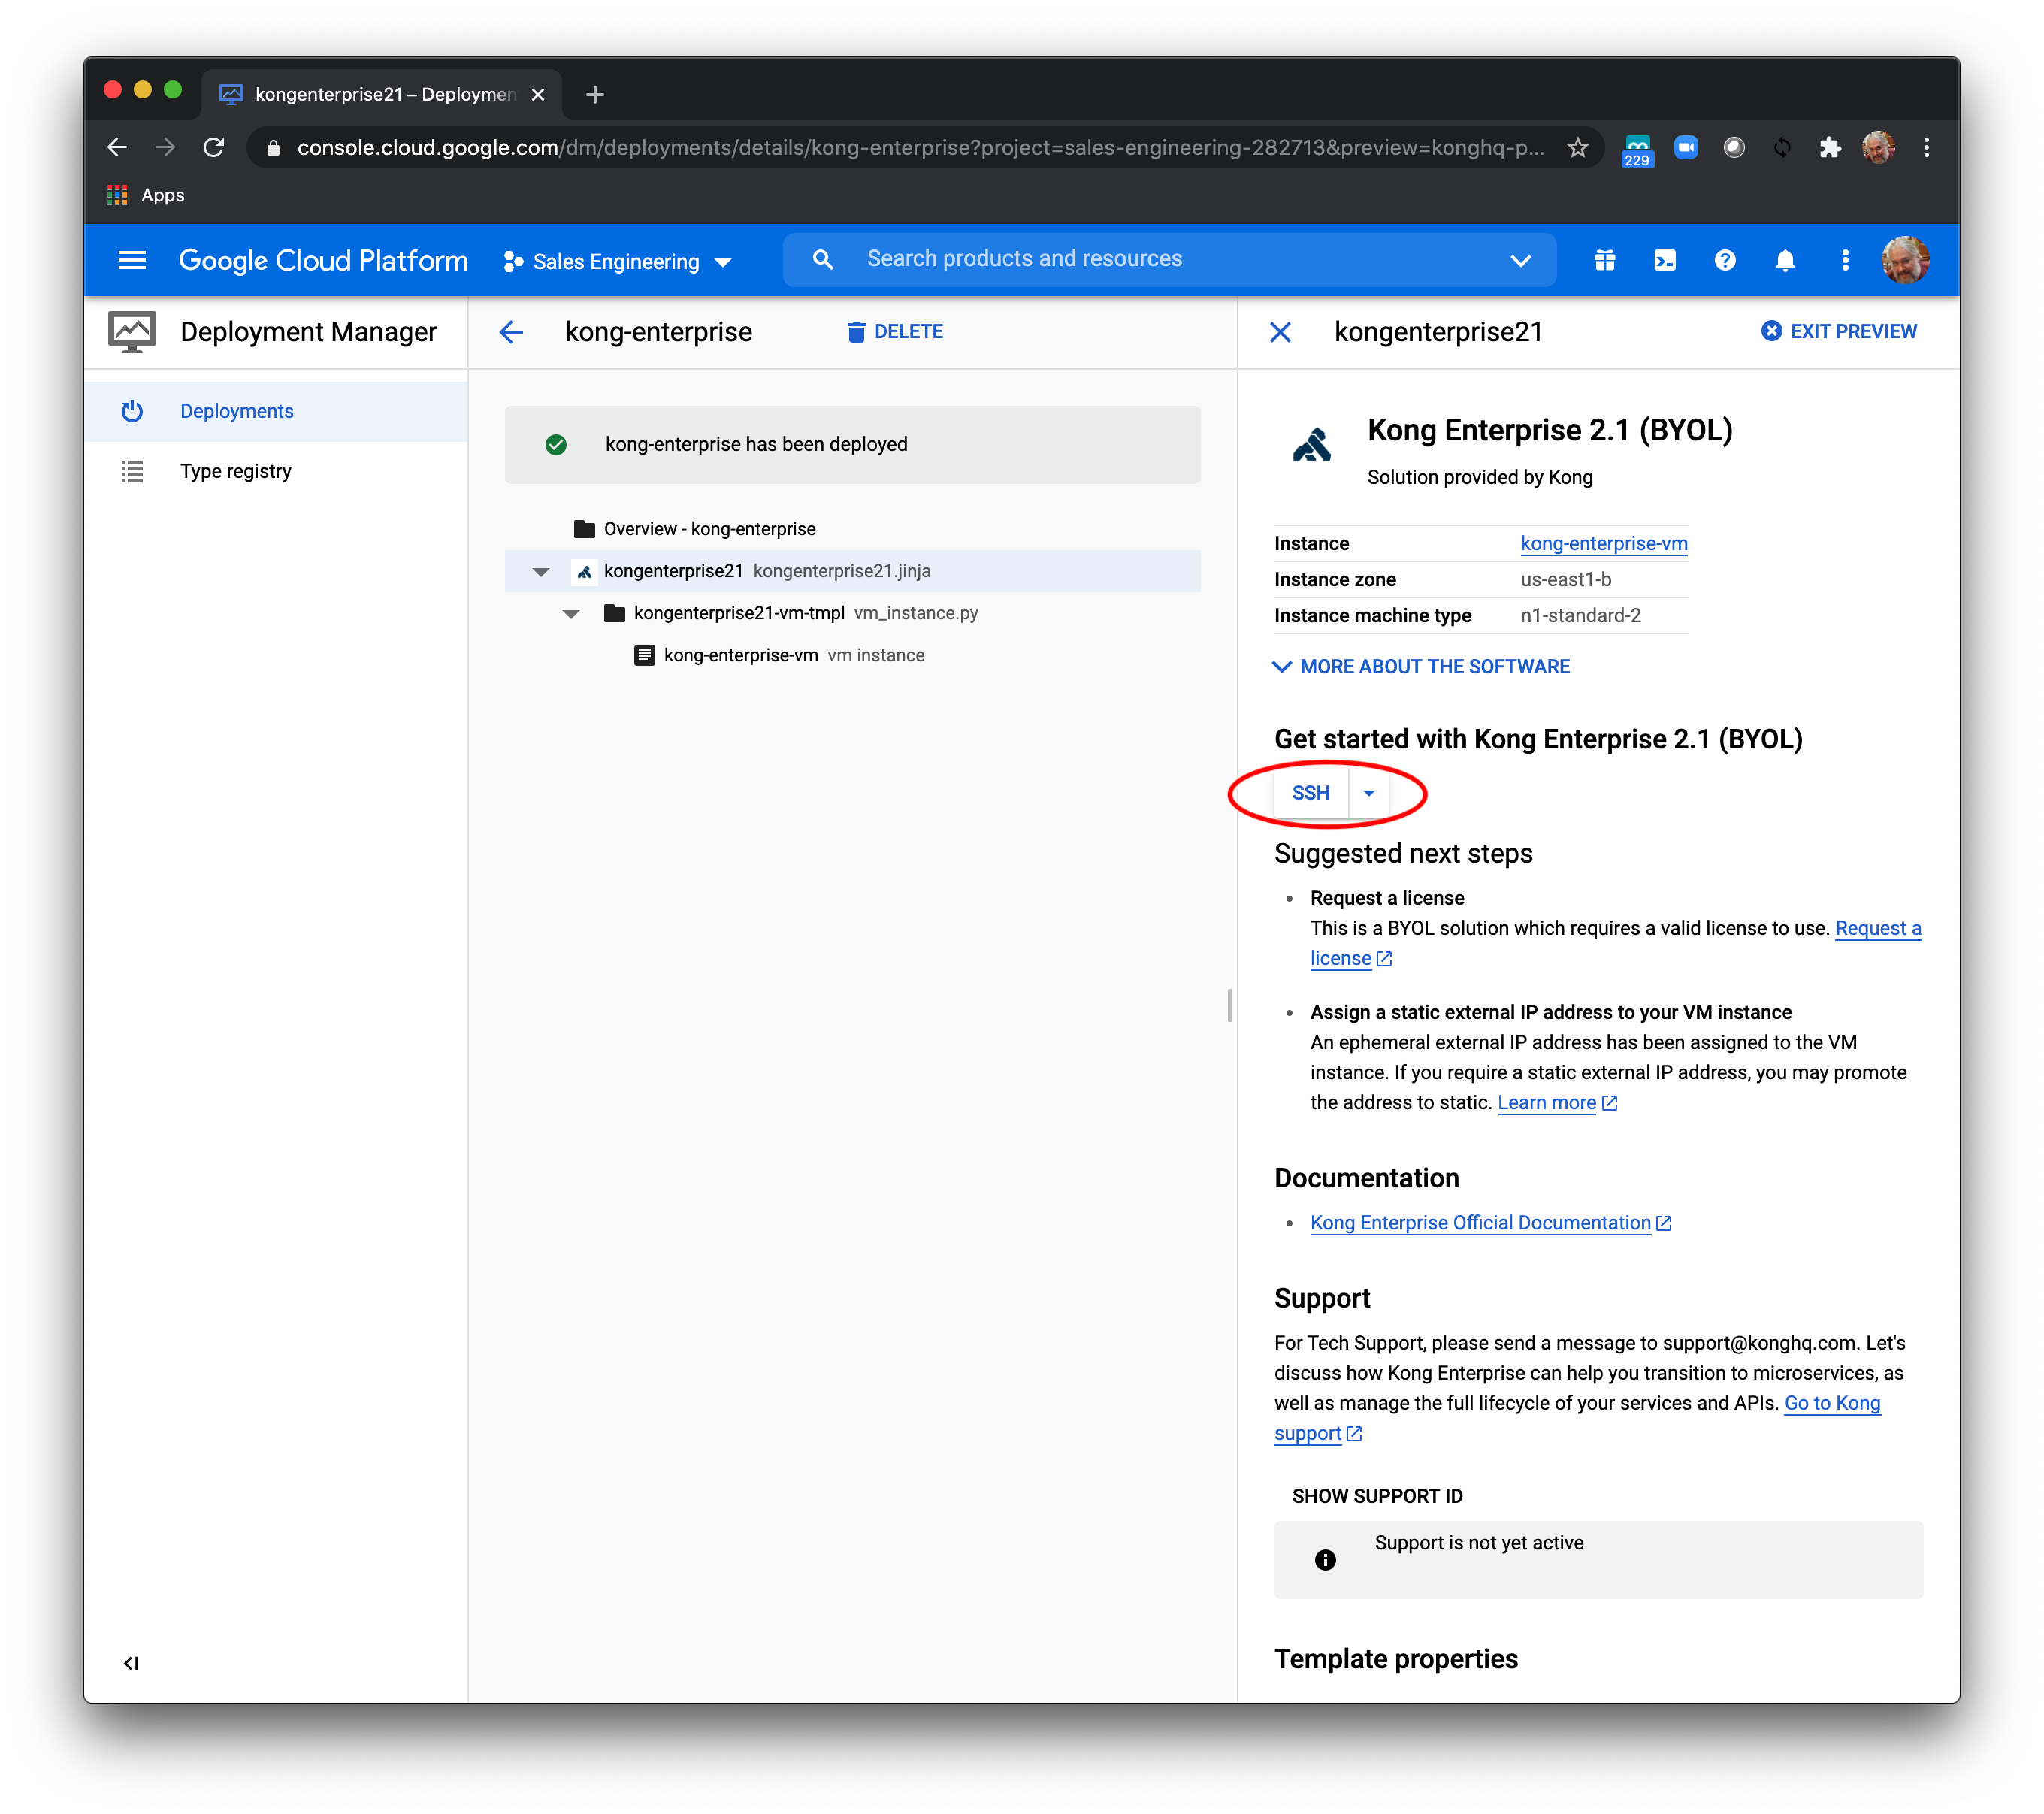 kongenterprise21 – Deploymen
console.cloud.google.com/dm/deployments/details/kong-enterprise?project=sales-engineering-282713&preview=konghq-p...
229
Apps
Google Cloud Platform
Sales Engineering
Search products and resources
Deployment Manager
Deployments
Type registry
kong-enterprise
DELETE
kong-enterprise has been deployed
Overview - kong-enterprise
kongenterprise21 kongenterprise21.jinja
kongenterprise21-vm-tmpl vm_instance.py
kong-enterprise-vm vm instance
kongenterprise21
EXIT PREVIEW
Kong Enterprise 2.1 (BYOL)
Solution provided by Kong
Instance kong-enterprise-vm
Instance zone us-east1-b
Instance machine type n1-standard-2
MORE ABOUT THE SOFTWARE
Get started with Kong Enterprise 2.1 (BYOL)
SSH
Suggested next steps
• Request a license
This is a BYOL solution which requires a valid license to use. Request a
license
• Assign a static external IP address to your VM instance
An ephemeral external IP address has been assigned to the VM
instance. If you require a static external IP address, you may promote
the address to static. Learn more
Documentation
• Kong Enterprise Official Documentation
Support
For Tech Support, please send a message to support@konghq.com. Let's
discuss how Kong Enterprise can help you transition to microservices, as
well as manage the full lifecycle of your services and APIs. Go to Kong
support
SHOW SUPPORT ID
Support is not yet active
Template properties